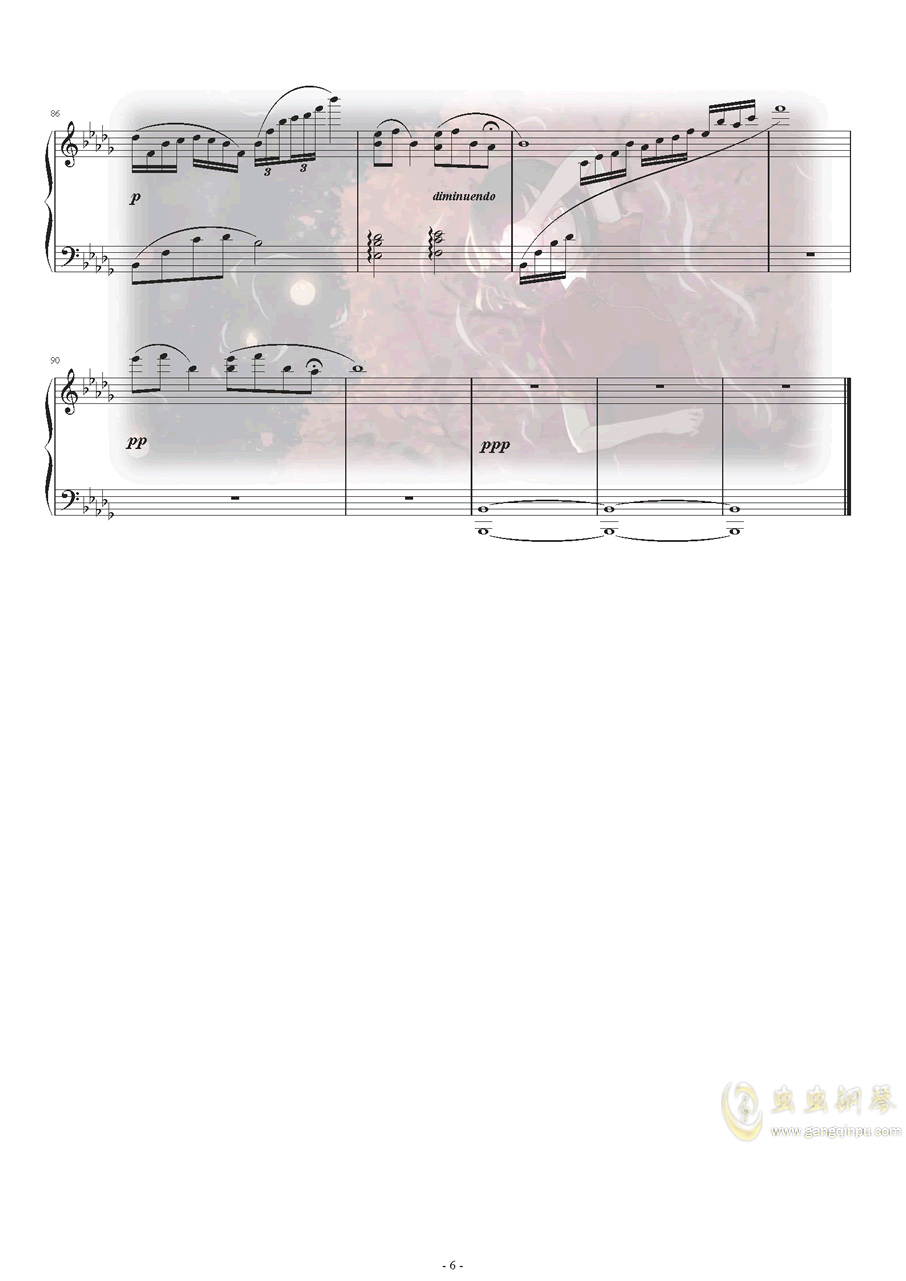 86
p
3
3
diminuendo
90
pp
ppp
虫虫钢琴
www.gangqinpu.com
- 6 -